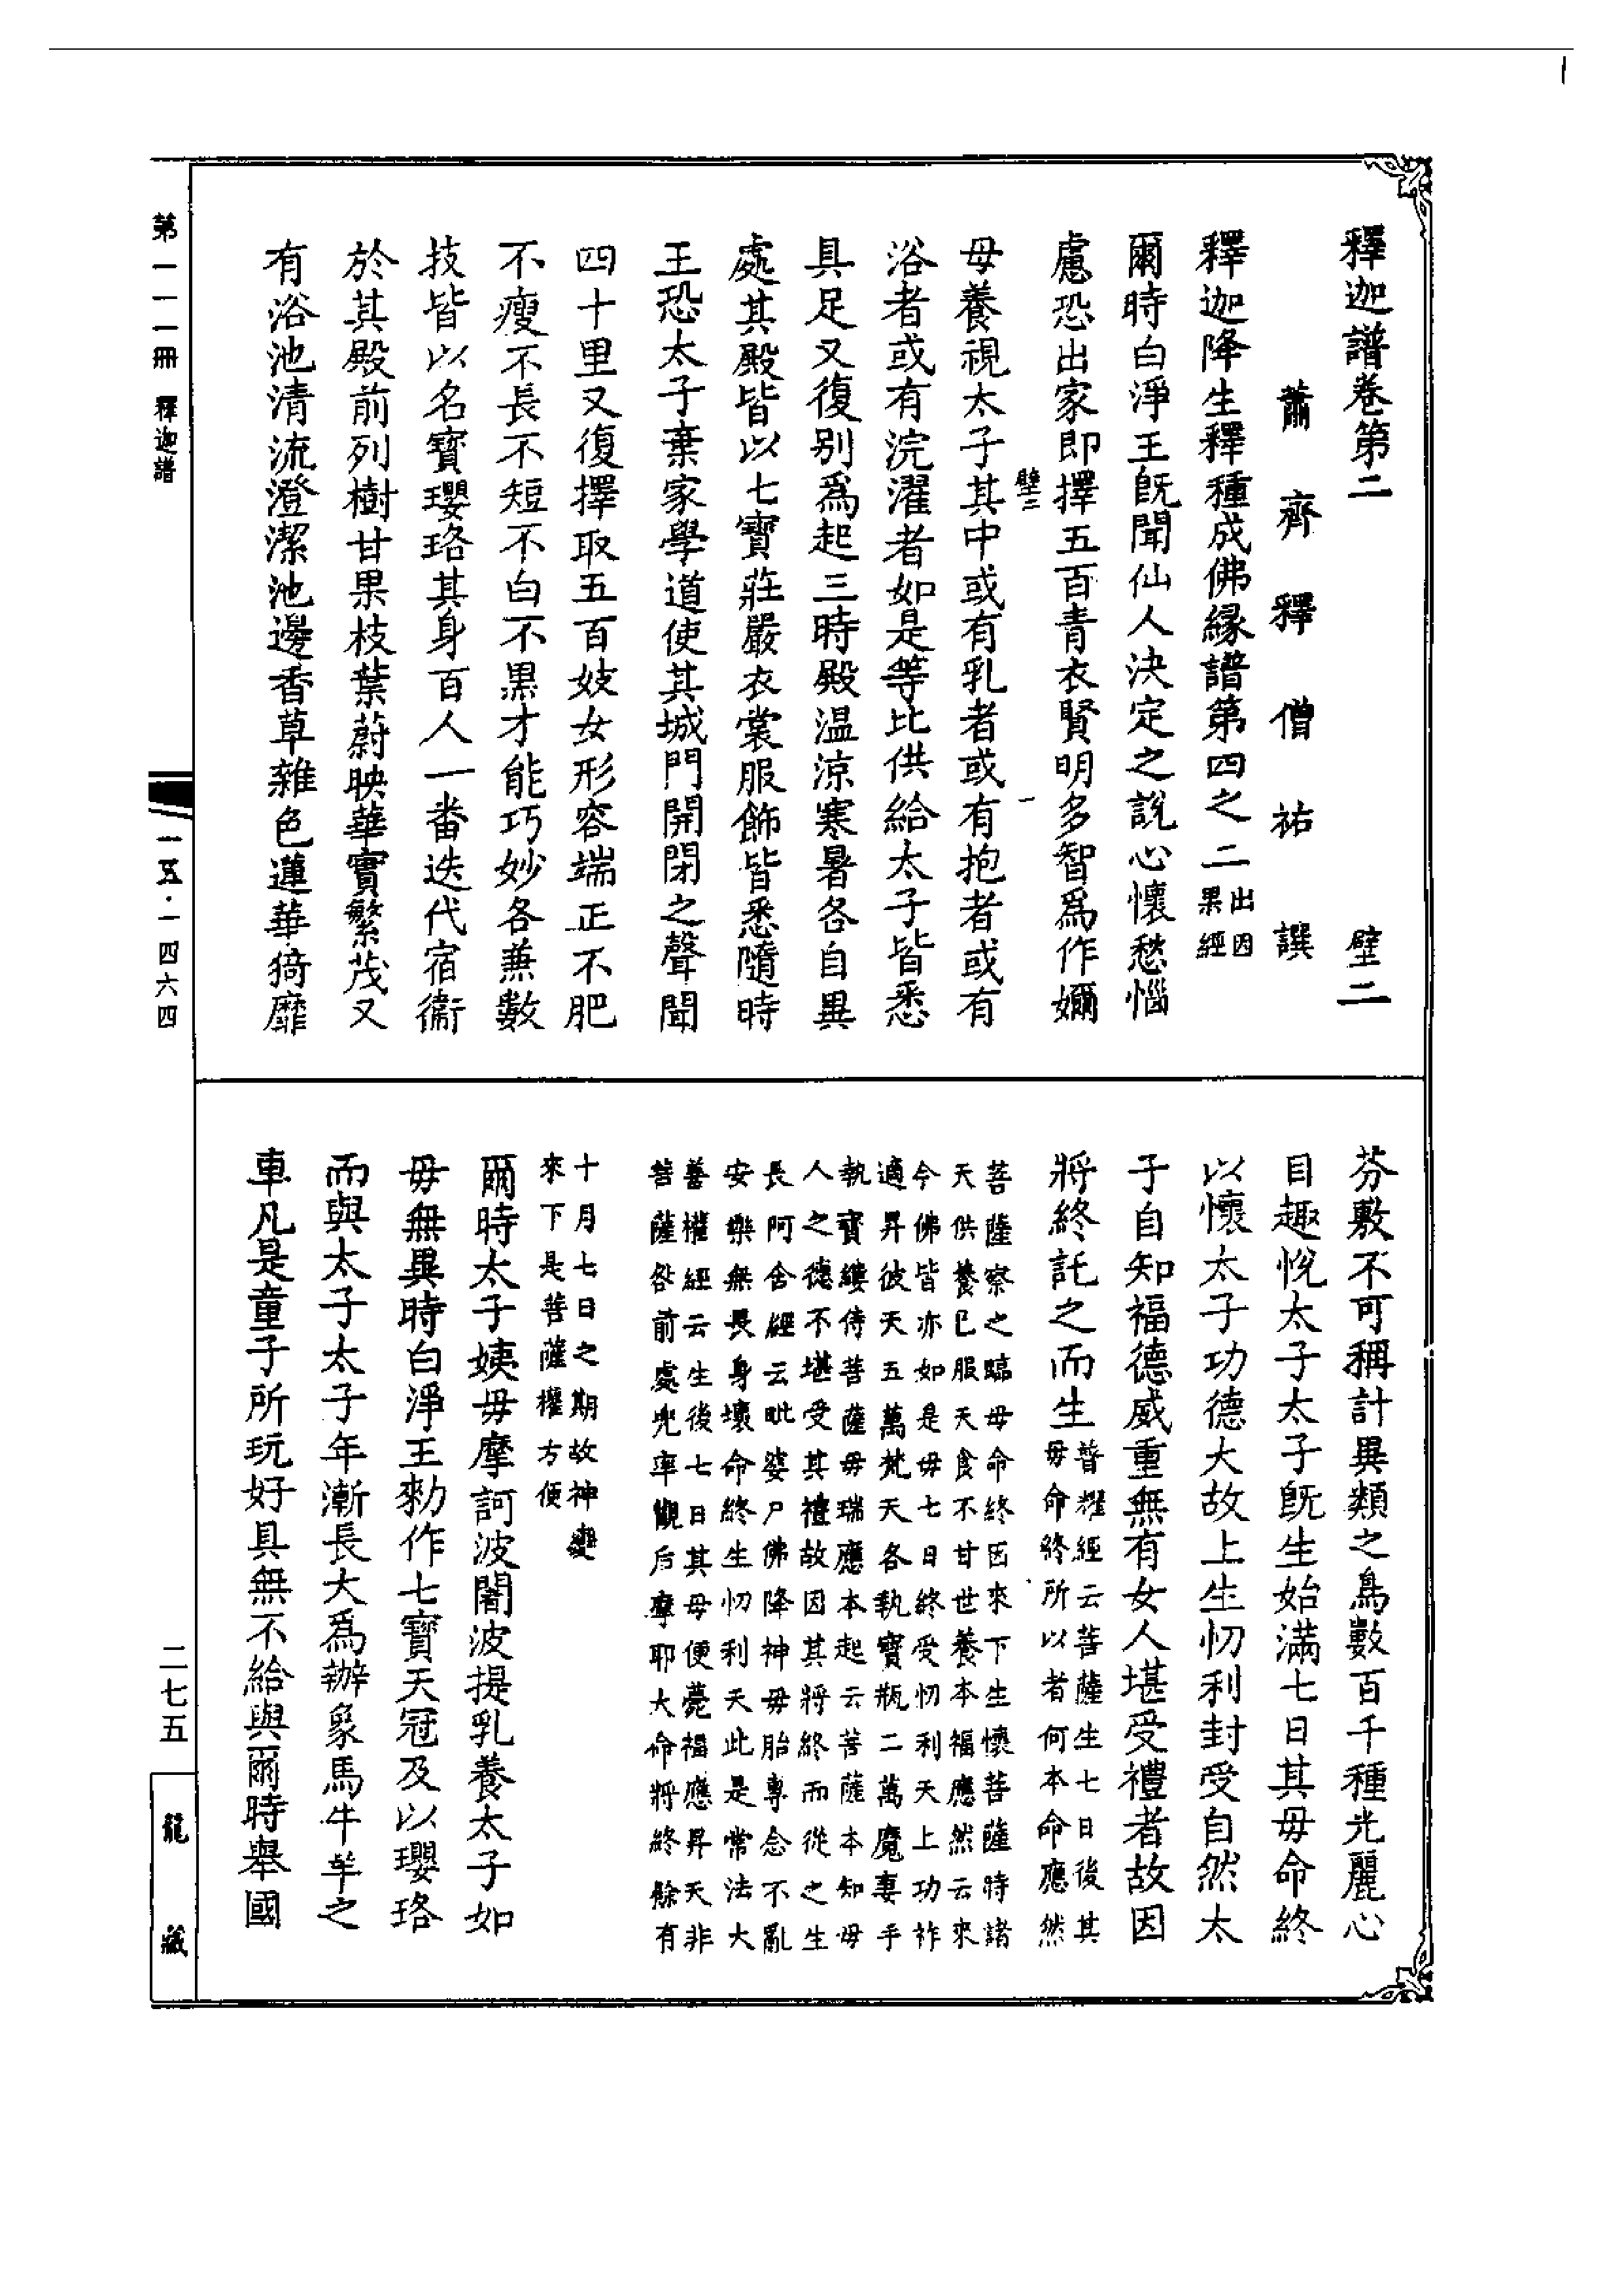 釋迦譜卷第二 壁二
蕭齊釋僧祐譔
釋迦降生釋種成佛緣譜第四之二 出因果經
爾時白淨王既聞仙人決定之說心懷愁惱
慮恐出家即擇五百青衣賢明多智爲作嬭
壁二 一
母養視太子其中或有乳者或有抱者或有
浴者或有浣濯者如是等比供給太子皆悉
具足又復別爲起三時殿温涼寒暑各自異
處其殿皆以七寶莊嚴衣裳服飾皆悉隨時
王恐太子棄家學道使其城門開閉之聲聞
四十里又復擇取五百妓女形容端正不肥
不瘦不長不短不白不黑才能巧妙各兼數
技皆以名寶瓔珞其身百人一番迭代宿衞
於其殿前列樹甘果枝葉蔚映華實繁茂又
有浴池清流澄潔池邊香草雜色蓮華猗靡
芬敷不可稱計異類之鳥數百千種光麗心
目趣悅太子太子既生始滿七日其母命終
以懷太子功德大故上生忉利封受自然太
子自知福德威重無有女人堪受禮者故因
將終託之而生
普耀經云菩薩生七日後其
母命終所以者何本命應然
菩薩察之臨母命終因來下生懷菩薩時諸
天供養已服天食不甘世養本福應然云來
今佛皆亦如是母七日終受忉利天上功祚
適昇彼天五萬梵天各執寶瓶二萬魔妻手
執寶縷侍菩薩母瑞應本起云菩薩本知母
人之德不堪受其禮故因其將終而從之生
長阿含經云毗婆尸佛降神母胎專念不亂
安樂無畏身壞命終生忉利天此是常法大
善權經云生後七日其母便薨福應昇天非
菩薩咎前處兜率觀后摩耶大命將終餘有
十月七日之期故神變
來下是菩薩權方便
爾時太子姨母摩訶波闍波提乳養太子如
母無異時白淨王勑作七寶天冠及以瓔珞
而與太子太子年漸長大爲辦象馬牛羊之
車凡是童子所玩好具無不給與爾時舉國
第一一一冊 釋迦譜
一五·一四六四
二七五
龍藏